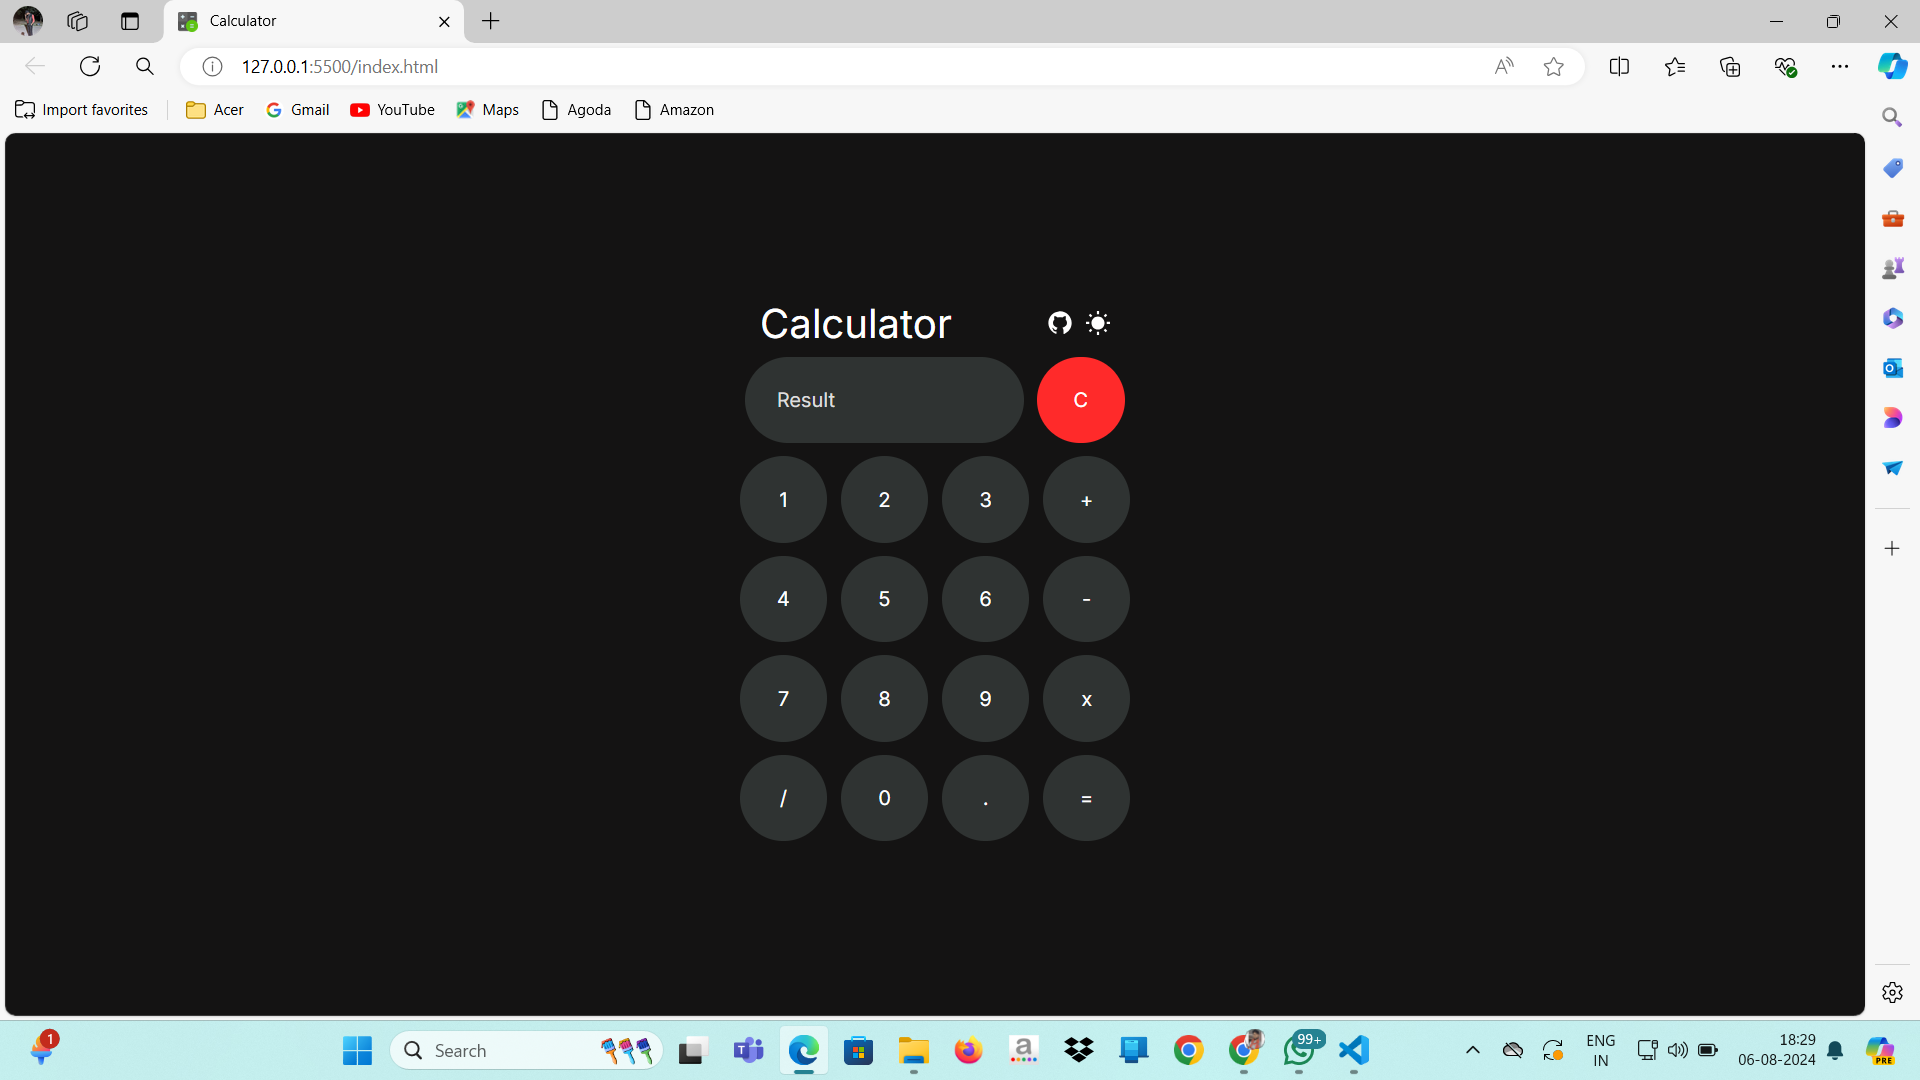 Calculator
127.0.0.1:5500/index.html
Import favorites Acer Gmail YouTube Maps Agoda Amazon
Calculator
Result C
1 2 3 +
4 5 6 -
7 8 9 x
/ 0 . =
1 Search a 99+ ENG 18:29
IN 06-08-2024 PRE